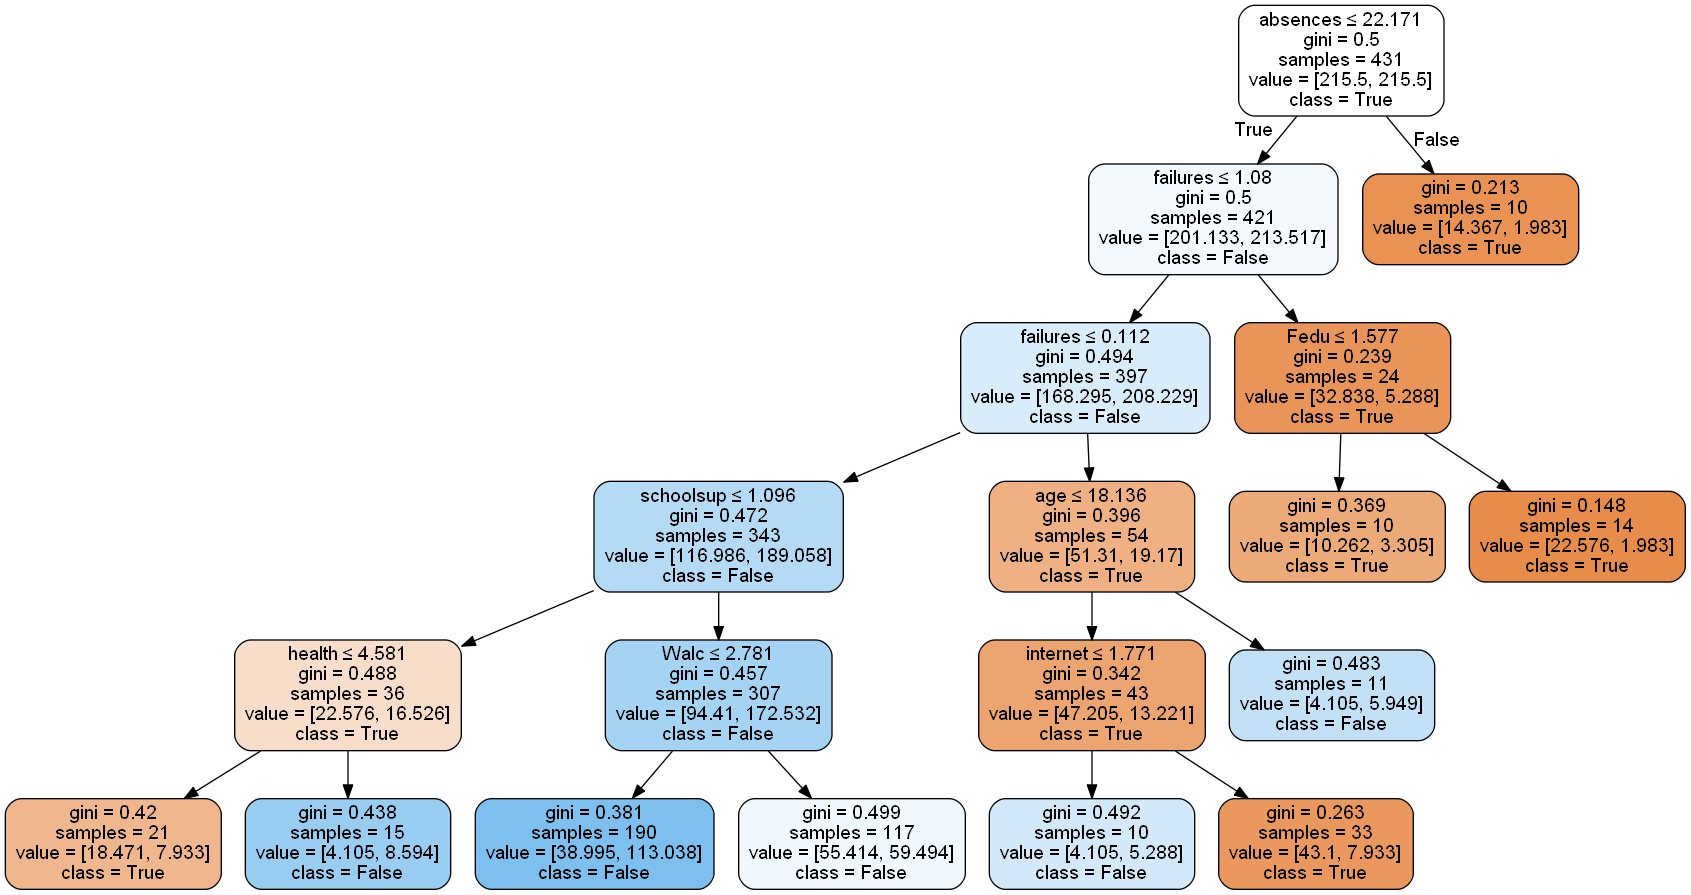 absences ≤ 22.171
gini = 0.5
samples = 431
value = [215.5, 215.5]
class = True
True
False
failures ≤ 1.08
gini = 0.5
samples = 421
value = [201.133, 213.517]
class = False
gini = 0.213
samples = 10
value = [14.367, 1.983]
class = True
failures ≤ 0.112
gini = 0.494
samples = 397
value = [168.295, 208.229]
class = False
Fedu ≤ 1.577
gini = 0.239
samples = 24
value = [32.838, 5.288]
class = True
schoolsup ≤ 1.096
gini = 0.472
samples = 343
value = [116.986, 189.058]
class = False
age ≤ 18.136
gini = 0.396
samples = 54
value = [51.31, 19.17]
class = True
gini = 0.369
samples = 10
value = [10.262, 3.305]
class = True
gini = 0.148
samples = 14
value = [22.576, 1.983]
class = True
health ≤ 4.581
gini = 0.488
samples = 36
value = [22.576, 16.526]
class = True
Walc ≤ 2.781
gini = 0.457
samples = 307
value = [94.41, 172.532]
class = False
internet ≤ 1.771
gini = 0.342
samples = 43
value = [47.205, 13.221]
class = True
gini = 0.483
samples = 11
value = [4.105, 5.949]
class = False
gini = 0.42
samples = 21
value = [18.471, 7.933]
class = True
gini = 0.438
samples = 15
value = [4.105, 8.594]
class = False
gini = 0.381
samples = 190
value = [38.995, 113.038]
class = False
gini = 0.499
samples = 117
value = [55.414, 59.494]
class = False
gini = 0.492
samples = 10
value = [4.105, 5.288]
class = False
gini = 0.263
samples = 33
value = [43.1, 7.933]
class = True